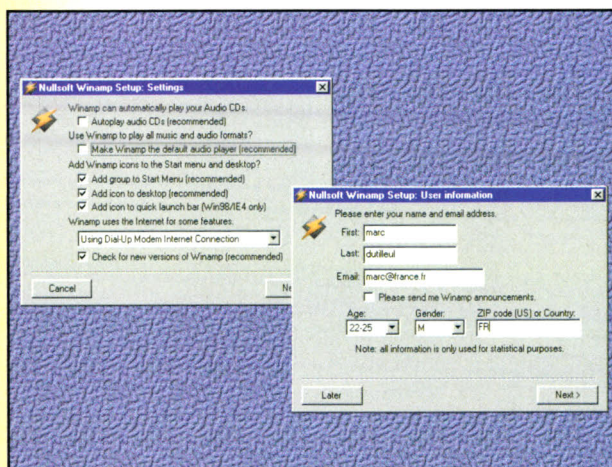 Nullsoft Winamp Setup: Settings
Winamp can automatically play your Audio CDs.
Autoplay audio CDs (recommended)
Use Winamp to play all music and audio formats?
Make Winamp the default audio player (recommended)
Add Winamp icons to the Start menu and desktop?
Add group to Start Menu (recommended)
Add icon to desktop (recommended)
Add icon to quick launch bar (Win98/IE4 only)
Winamp uses the Internet for some features.
Using Dial-Up Modem Internet Connection
Check for new versions of Winamp (recommended)
Cancel
Nullsoft Winamp Setup: User information
Please enter your name and email address.
First: marc
Last: dutilleul
Email: marc@france.fr
Please send me Winamp announcements.
Age: Gender: ZIP code (US) or Country:
22-25 M FR
Note: all information is only used for statistical purposes.
Later Next >